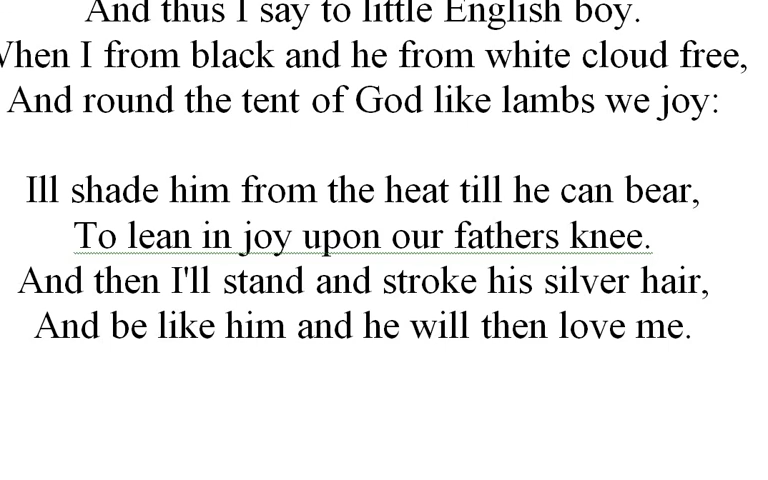 And thus I say to little English boy.
When I from black and he from white cloud free,
And round the tent of God like lambs we joy:
Ill shade him from the heat till he can bear,
To lean in joy upon our fathers knee.
And then I'll stand and stroke his silver hair,
And be like him and he will then love me.